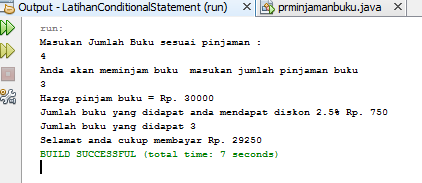 Output - LatihanConditionalStatement (run)
prminjamanbuku.java
run:
Masukan Jumlah Buku sesuai pinjaman :
4
Anda akan meminjam buku  masukan jumlah pinjaman buku
3
Harga pinjam buku = Rp. 30000
Jumlah buku yang didapat anda mendapat diskon 2.5% Rp. 750
Jumlah buku yang didapat 3
Selamat anda cukup membayar Rp. 29250
BUILD SUCCESSFUL (total time: 7 seconds)